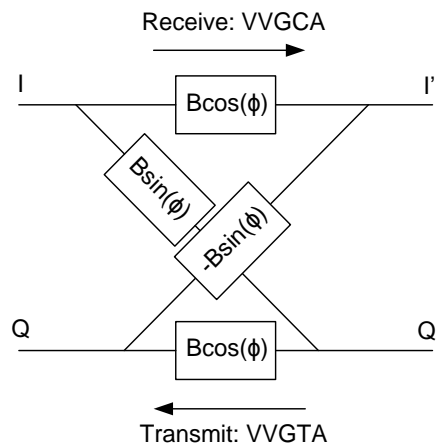 Receive: VVGCA
I
I'
Bcos(ϕ)
Bsin(ϕ)
-Bsin(ϕ)
Q
Q
Bcos(ϕ)
Transmit: VVGTA